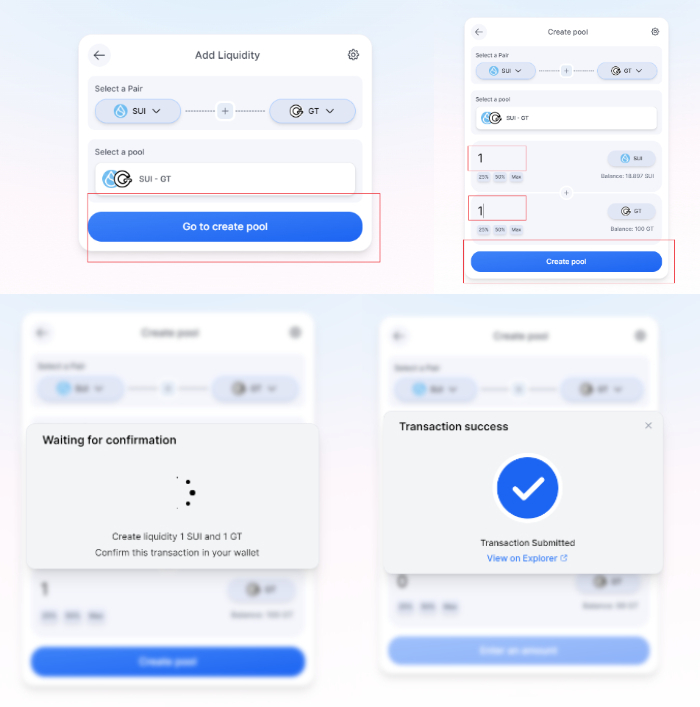 Add Liquidity
Select a Pair
SUI
GT
Select a pool
SUI - GT
Go to create pool
Create pool
Select a Pair
SUI
GT
Select a pool
SUI - GT
1
SUI
25% 50% Max
Balance: 18.897 SUI
1
GT
25% 50% Max
Balance: 100 GT
Create pool
Create pool
Select a Pair
SUI
GT
Waiting for confirmation
Create liquidity 1 SUI and 1 GT
Confirm this transaction in your wallet
1
GT
25% 50% Max
Balance: 100 GT
Create pool
Create pool
Select a Pair
SUI
GT
Transaction success
Transaction Submitted
View on Explorer
0
GT
25% 50% Max
Enter an amount